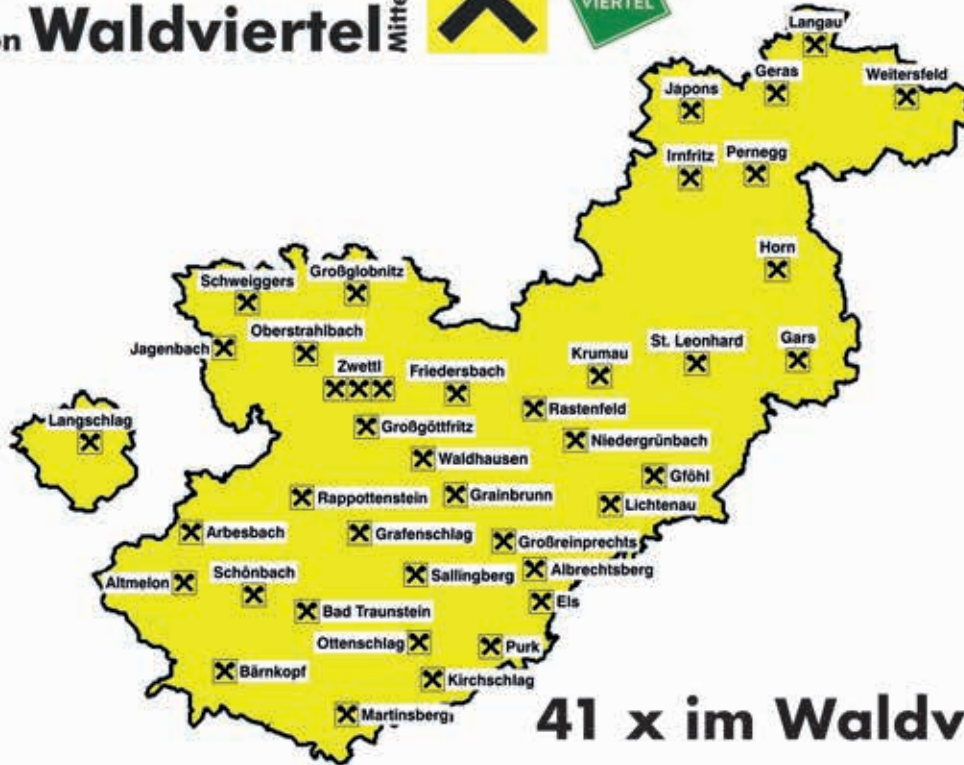 n Waldviertel Mitte
VIERTEL
Langau
Geras
Weitersfeld
Japons
Irnfritz
Pernegg
Horn
Schweiggers
Großglobnitz
Jagenbach
Oberstrahlbach
Zwettl
Friedersbach
Krumau
St. Leonhard
Gars
Langschlag
Rastenfeld
Großgöttfritz
Niedergrünbach
Waldhausen
Gföhl
Rappottenstein
Grainbrunn
Lichtenau
Arbesbach
Grafenschlag
Großreinprechts
Altmelon
Schönbach
Sallingberg
Albrechtsberg
Els
Bad Traunstein
Ottenschlag
Purk
Bärnkopf
Kirchschlag
Martinsberg
41 x im Waldv